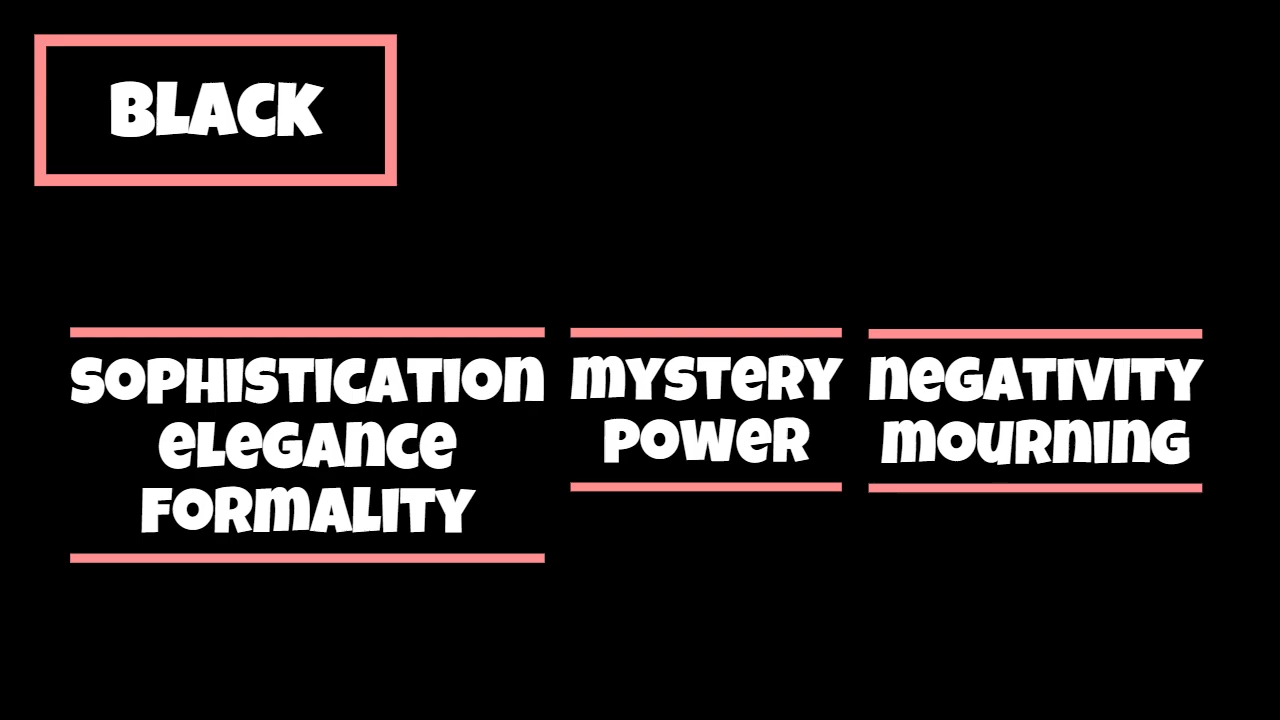 BLACK
SOPHISTICATION
eLeGANCe
FORmALITY
mYSTeRY
POWeR
NeGATIVITY
mOURNING